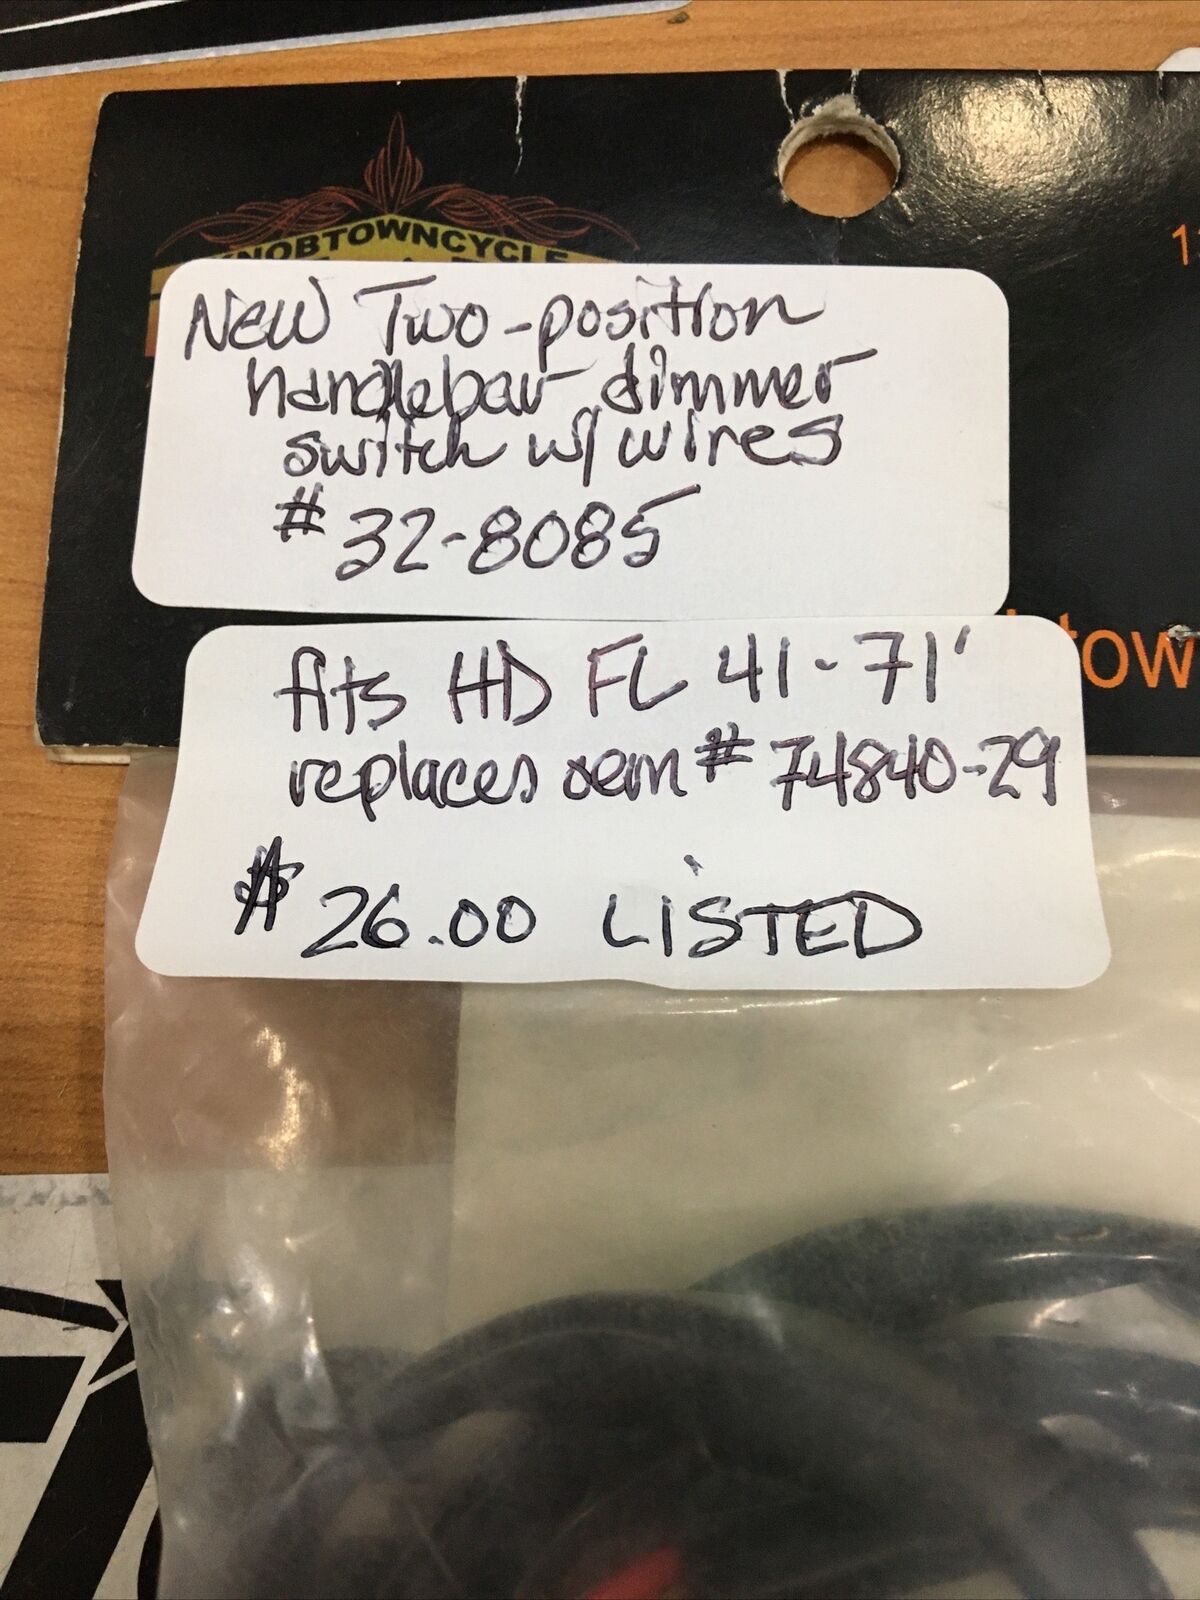 KNOBTOWNCYCLE
New Two-position
handlebar dimmer
switch w/ wires
# 32-8085
fits HD FL 41-71'
replaces oem # 74840-29
$ 26.00 LiSTED
tow